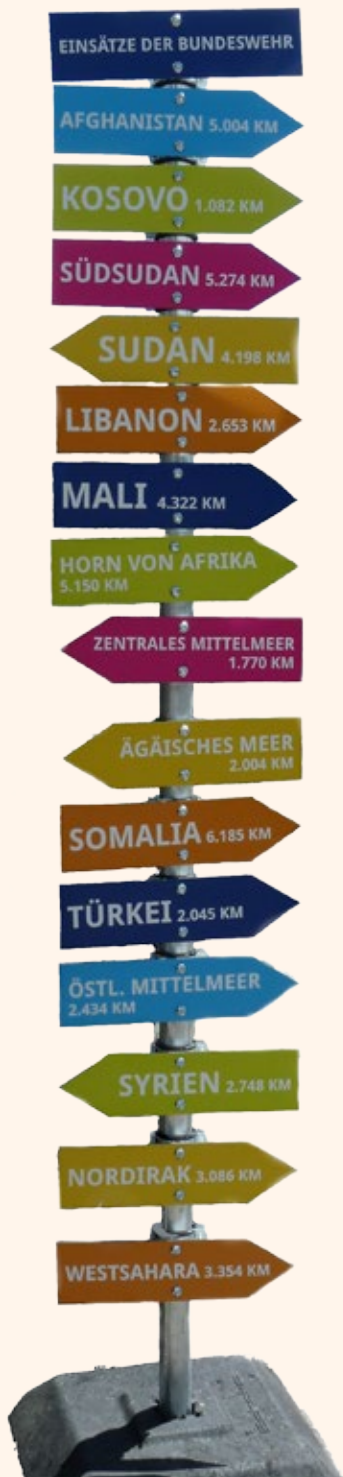 EINSÄTZE DER BUNDESWEHR
AFGHANISTAN 5.004 KM
KOSOVO 1.082 KM
SÜDSUDAN 5.274 KM
SUDAN 4.198 KM
LIBANON 2.653 KM
MALI 4.322 KM
HORN VON AFRIKA
5.150 KM
ZENTRALES MITTELMEER
1.770 KM
ÄGÄISCHES MEER
2.004 KM
SOMALIA 6.185 KM
TÜRKEI 2.045 KM
ÖSTL. MITTELMEER
2.434 KM
SYRIEN 2.748 KM
NORDIRAK 3.086 KM
WESTSAHARA 3.354 KM